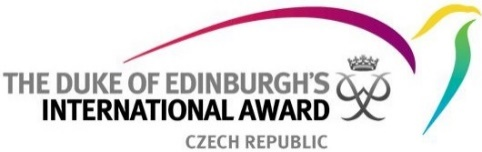 THE DUKE OF EDINBURGH'S
INTERNATIONAL AWARD
CZECH REPUBLIC